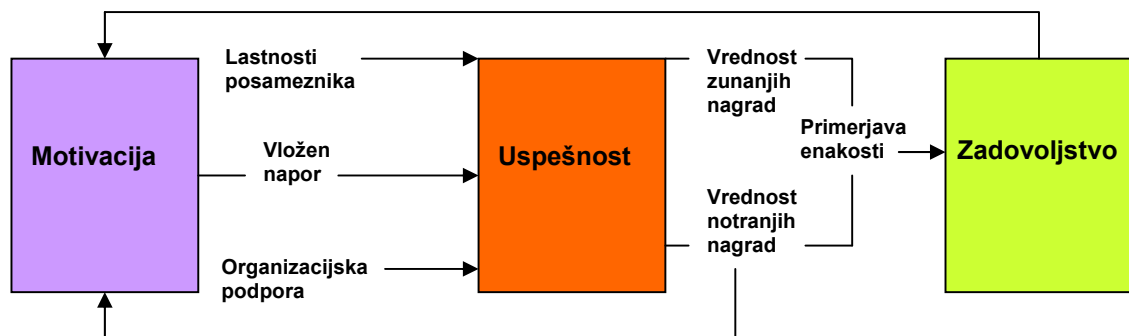 Motivacija
Lastnosti
posameznika
Vložen
napor
Organizacijska
podpora
Uspešnost
Vrednost
zunanjih
nagrad
Vrednost
notranjih
nagrad
Primerjava
enakosti
Zadovoljstvo